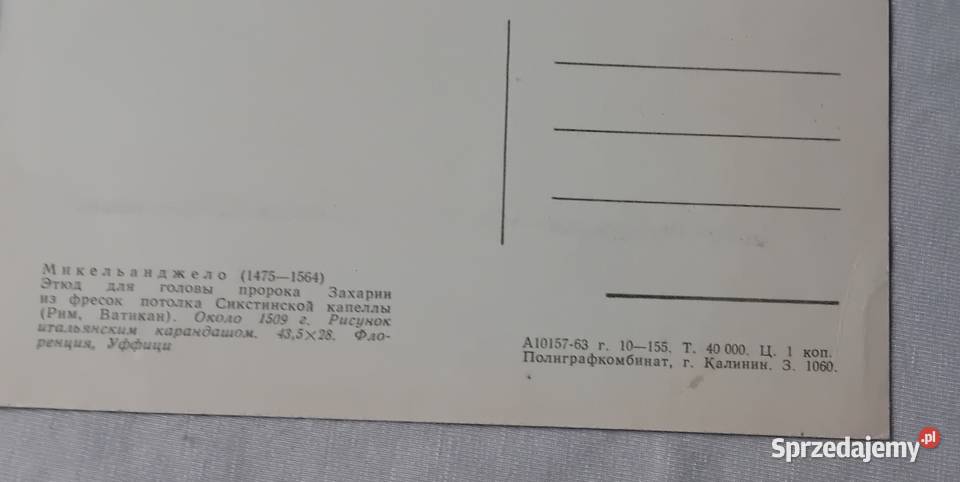 Микельанджело (1475—1564)
Этюд для головы пророка Захарии
из фресок потолка Сикстинской капеллы
(Рим, Ватикан). Около 1509 г. Рисунок
итальянским карандашом. 43,5×28. Фло-
ренция, Уффици
А10157-63 г. 10—155. Т. 40 000. Ц. 1 коп.
Полиграфкомбинат, г. Калинин. З. 1060.
Sprzedajemy.pl